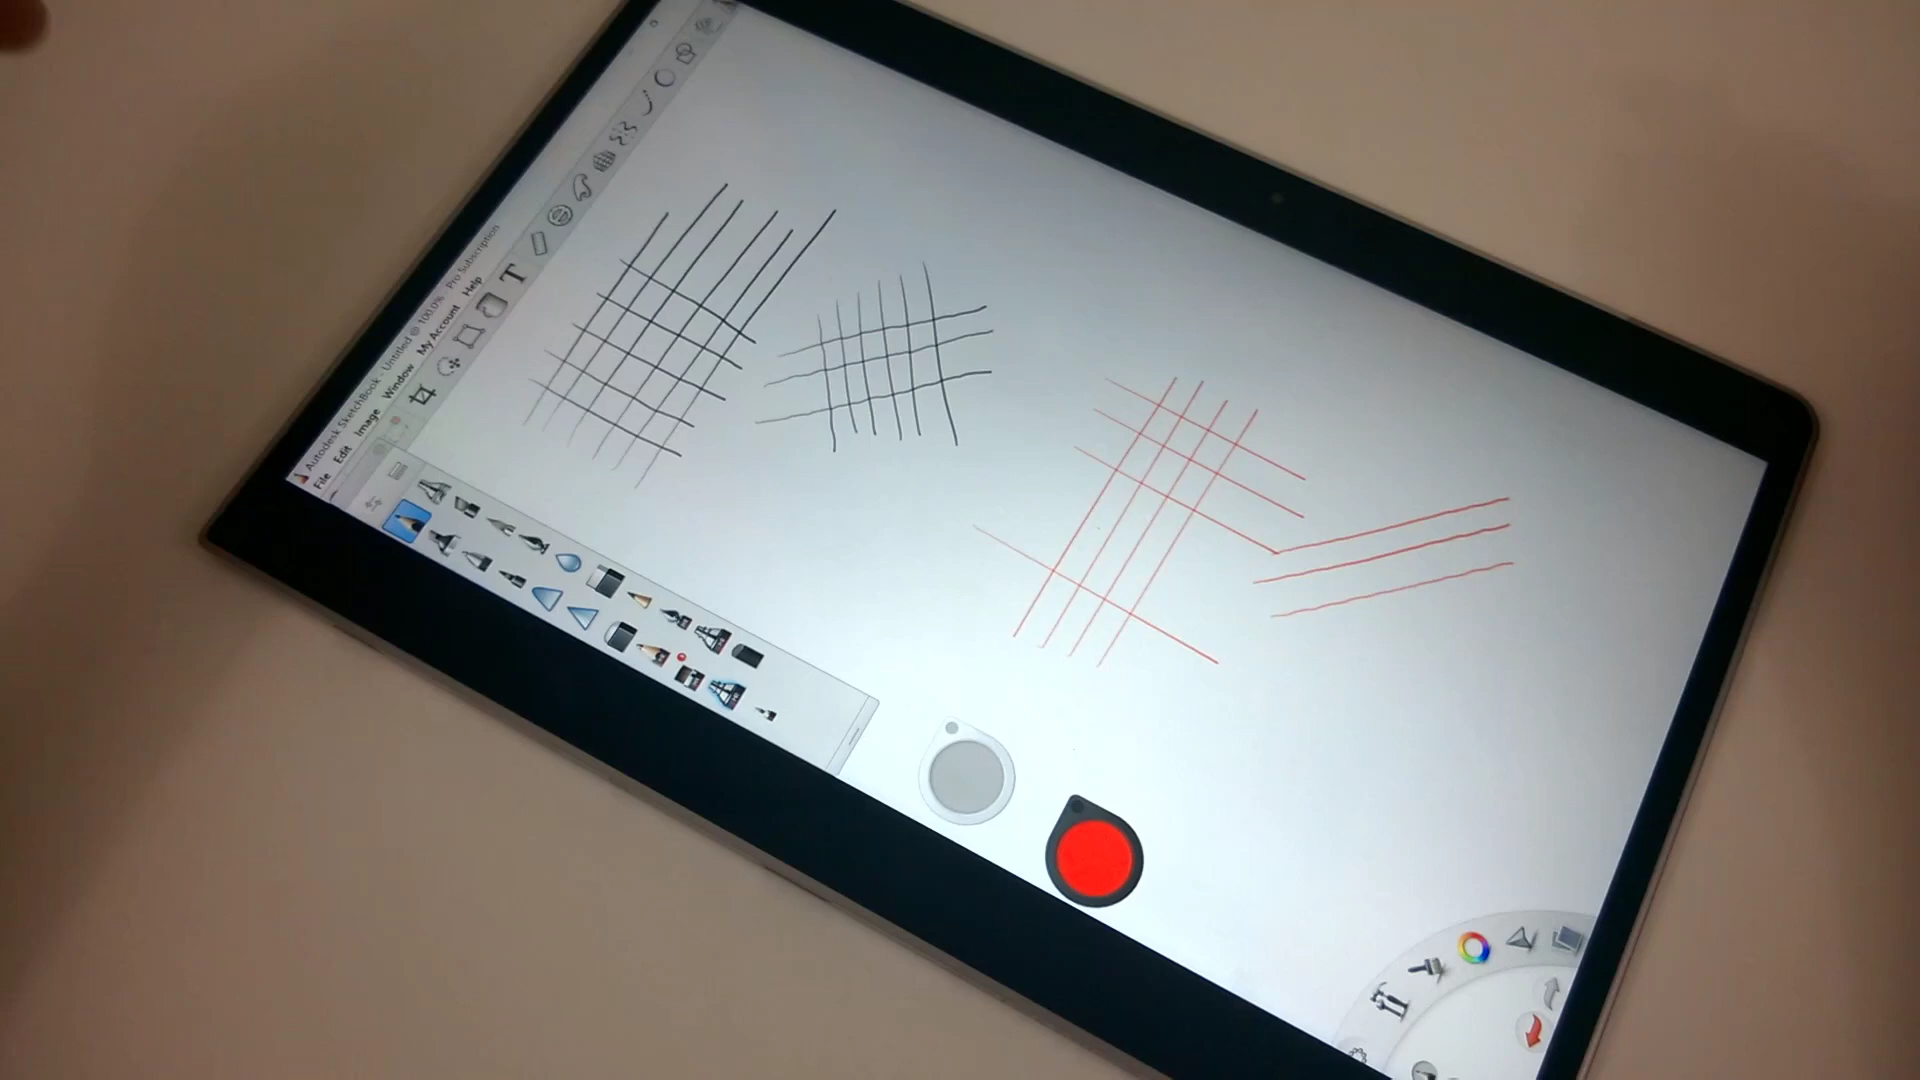 Autodesk SketchBook - Untitled @ 100.0% Pro Subscription
File Edit Image Window My Account Help
T